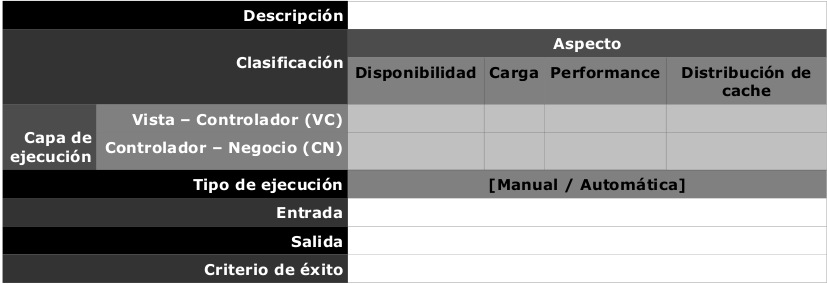 Descripción
Clasificación
Aspecto
Disponibilidad Carga Performance Distribución de
cache
Capa de
ejecución
Vista – Controlador (VC)
Controlador – Negocio (CN)
Tipo de ejecución [Manual / Automática]
Entrada
Salida
Criterio de éxito